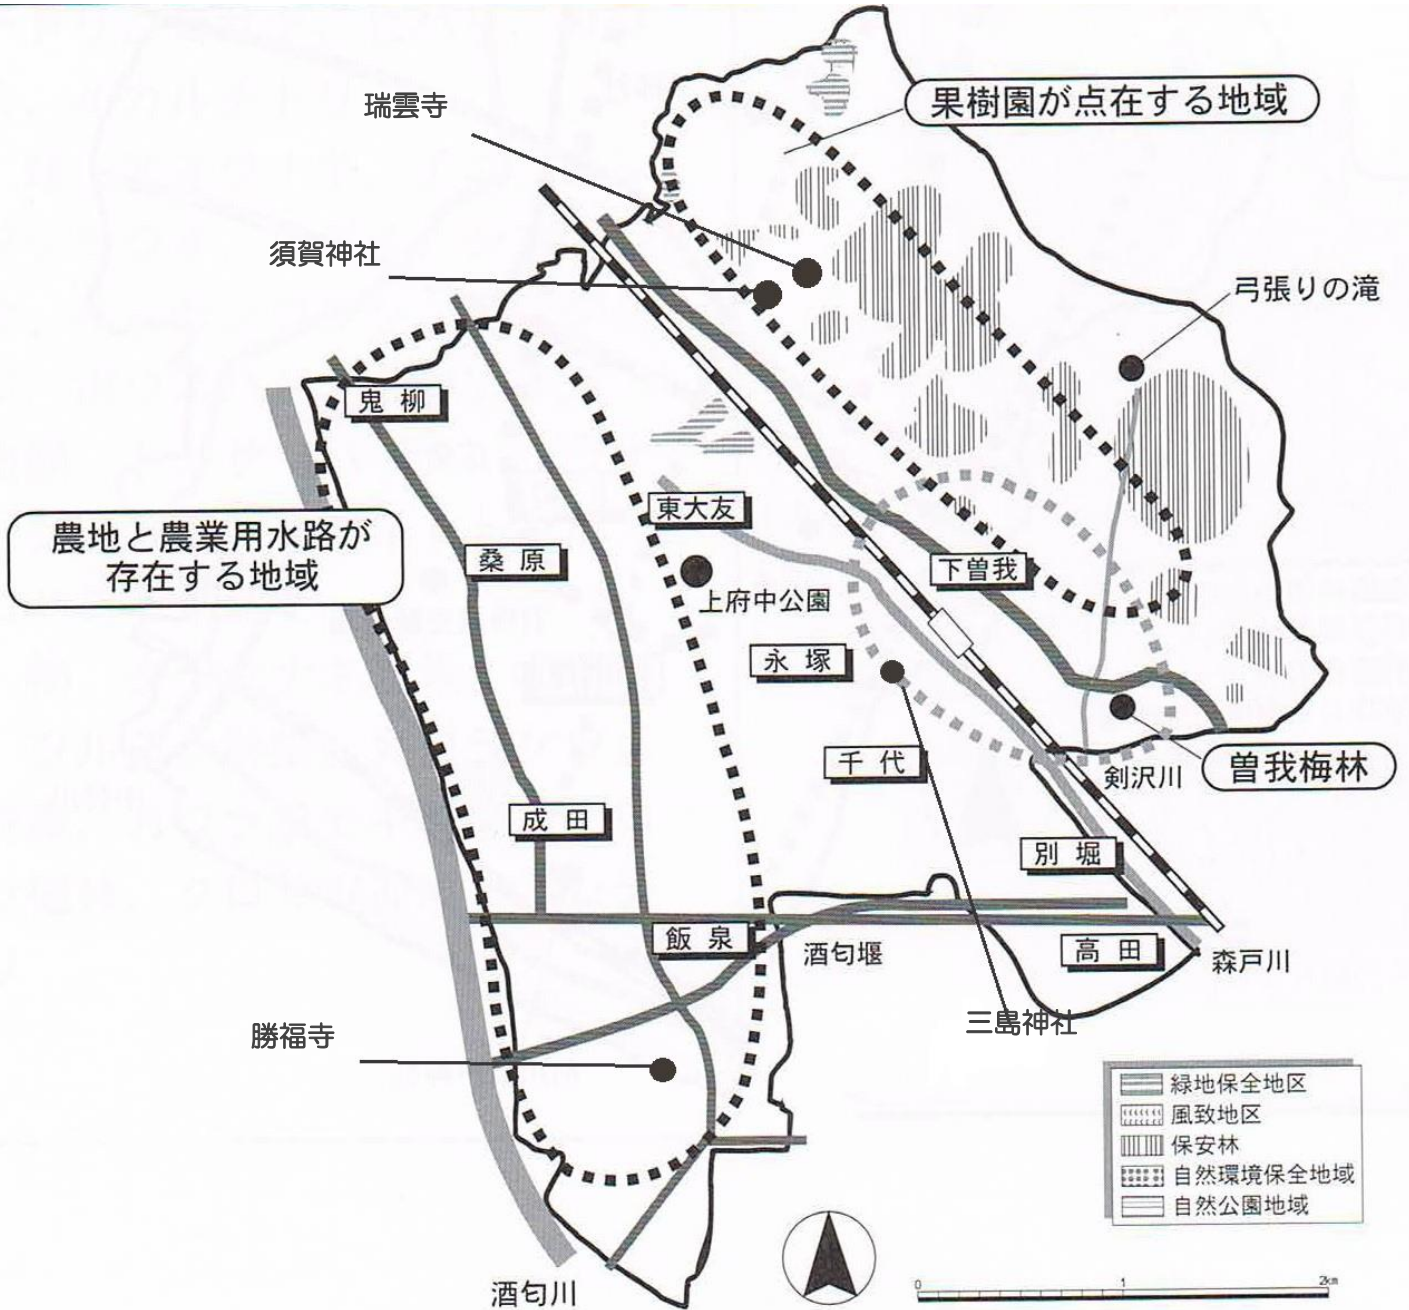 瑞雲寺
果樹園が点在する地域
須賀神社
弓張りの滝
鬼柳
東大友
農地と農業用水路が
存在する地域
桑原
下曽我
上府中公園
永塚
千代
剣沢川
曽我梅林
成田
別堀
飯泉
酒匂堰
高田
森戸川
三島神社
勝福寺
緑地保全地区
風致地区
保安林
自然環境保全地域
自然公園地域
酒匂川
0 1 2km